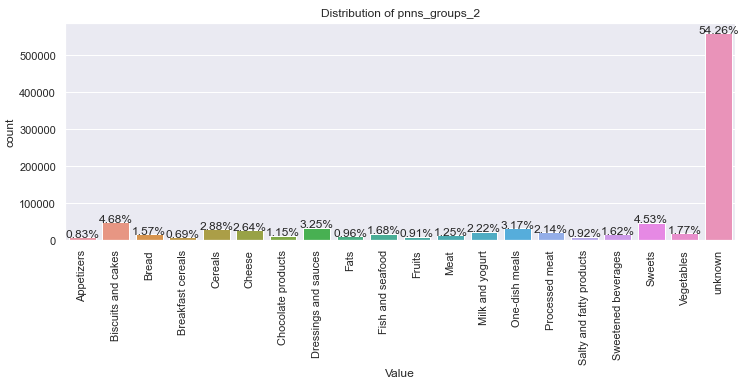 Distribution of pnns_groups_2
count
500000
400000
300000
200000
100000
0
0.83%
4.68%
1.57%
0.69%
2.88%
2.64%
1.15%
3.25%
0.96%
1.68%
0.91%
1.25%
2.22%
3.17%
2.14%
0.92%
1.62%
4.53%
1.77%
54.26%
Appetizers
Biscuits and cakes
Bread
Breakfast cereals
Cereals
Cheese
Chocolate products
Dressings and sauces
Fats
Fish and seafood
Fruits
Meat
Milk and yogurt
One-dish meals
Processed meat
Salty and fatty products
Sweetened beverages
Sweets
Vegetables
unknown
Value